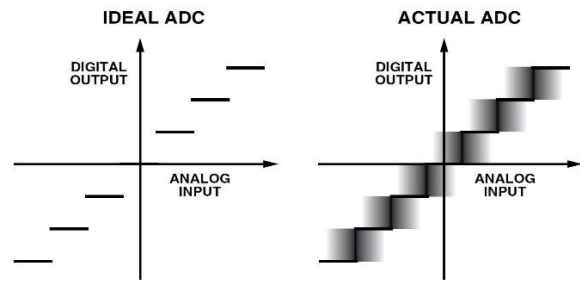 IDEAL ADC
DIGITAL
OUTPUT
ANALOG
INPUT
ACTUAL ADC
DIGITAL
OUTPUT
ANALOG
INPUT